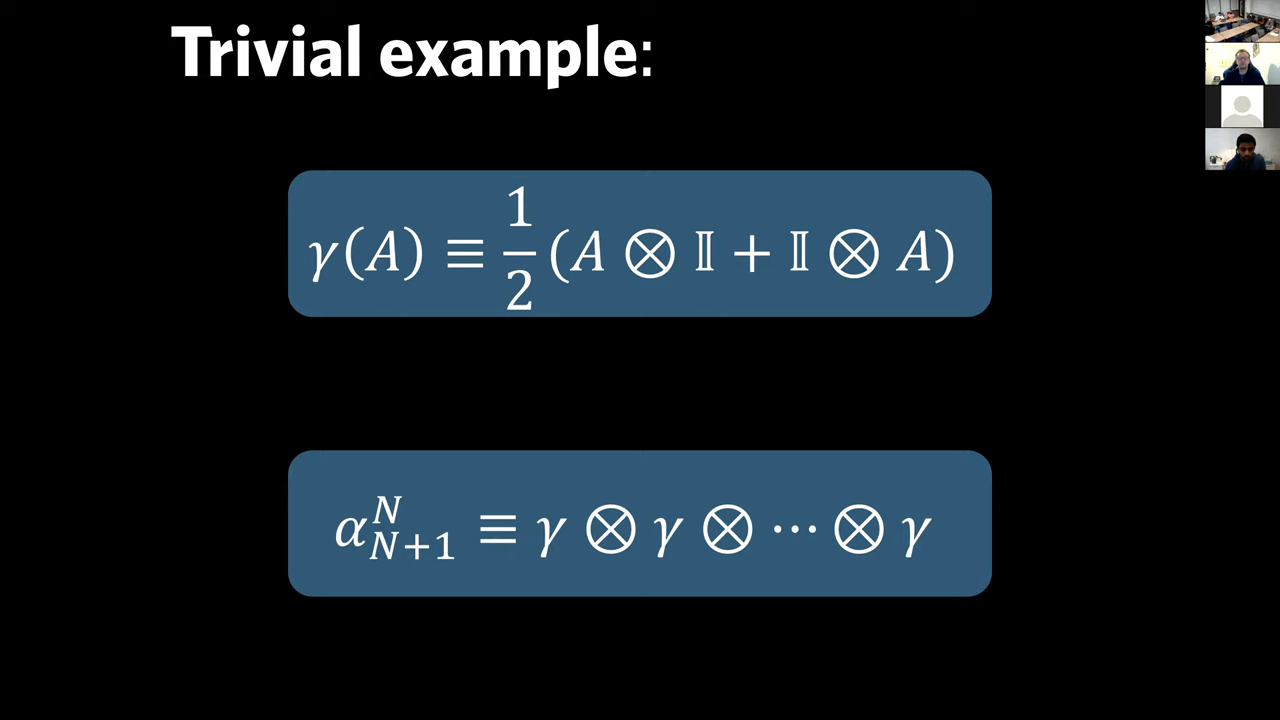 Trivial example:
γ(A) ≡ 1/2 (A ⊗ 𝕀 + 𝕀 ⊗ A)
α^N_{N+1} ≡ γ ⊗ γ ⊗ ⋯ ⊗ γ